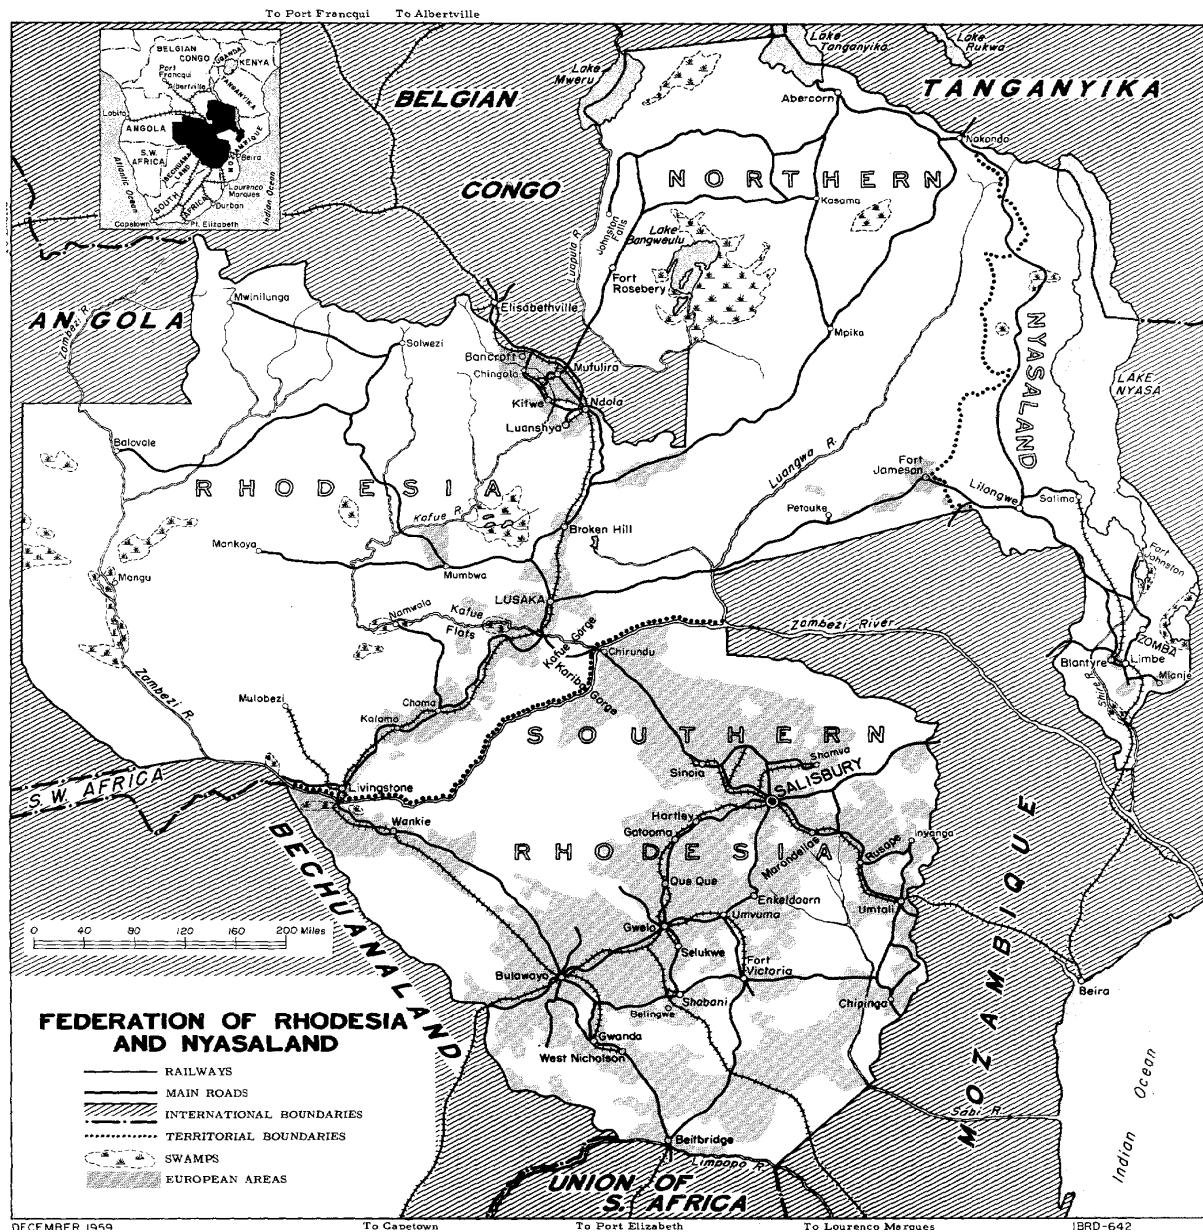 To Port Francqui To Albertville
BELGIAN
CONGO
UGANDA
KENYA
Port
Francqui
Albertville
TANGANYIKA
Lobito
ANGOLA
MOZAMBIQUE
S.W.
AFRICA
BECHUANA
LAND
Beira
Lourenco
Marques
SOUTH
AFRICA
Durban
Atlantic Ocean
Indian Ocean
Capetown
Pt. Elizabeth
Lake
Tanganyika
Lake
Rukwa
Lake
Mweru
BELGIAN
TANGANYIKA
Abercorn
Nakonda
CONGO
NORTHERN
Kasama
Johnston
Falls
Luapula R.
Lake
Bangweulu
Fort
Rosebery
Mwinilunga
Elisabethville
ANGOLA
Zambezi R.
Solwezi
Mpika
NYASALAND
Bancroft
Mufulira
Chingola
LAKE
NYASA
Kitwe
Ndola
Luanshya
Balovale
Luangwa R.
Fort
Jameson
RHODESIA
Lilongwe
Salima
Kafue R.
Petauke
Broken Hill
Mankoya
Fort
Johnston
Mumbwa
Mongu
LUSAKA
Namwala
Kafue
Flats
Kafue Gorge
Zambezi River
ZOMBA
Chirundu
Blantyre
Limbe
Kariba Gorge
Mlanje
Shire R.
Zambezi R.
Mulobezi
Choma
Kalomo
SOUTHERN
Shamva
Sinoia
SALISBURY
S.W. AFRICA
Livingstone
Hartley
Wankie
Gatooma
Inyanga
RHODESIA
Marandellas
Rusape
BECHUANALAND
Que Que
Enkeldoorn
Umtali
MOZAMBIQUE
Umvuma
Gwelo
0 40 80 120 160 200 Miles
Selukwe
Fort
Victoria
Bulawayo
Beira
Shabani
Chipinga
Belingwe
FEDERATION OF RHODESIA
AND NYASALAND
Gwanda
West Nicholson
RAILWAYS
MAIN ROADS
Sabi R.
INTERNATIONAL BOUNDARIES
TERRITORIAL BOUNDARIES
Beitbridge
SWAMPS
Limpopo R.
EUROPEAN AREAS
UNION OF
S. AFRICA
Indian Ocean
DECEMBER 1959 To Capetown To Port Elizabeth To Lourenco Marques IBRD-642